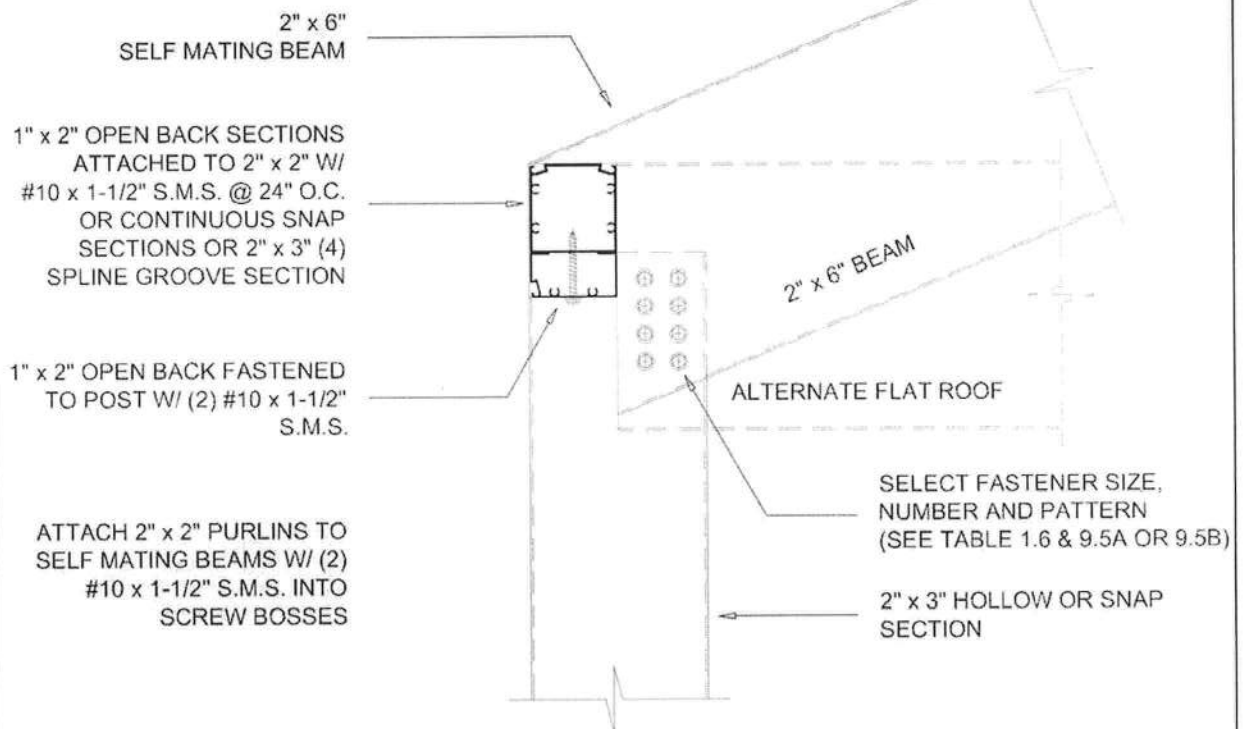 2" x 6"
SELF MATING BEAM
1" x 2" OPEN BACK SECTIONS
ATTACHED TO 2" x 2" W/
#10 x 1-1/2" S.M.S. @ 24" O.C.
OR CONTINUOUS SNAP
SECTIONS OR 2" x 3" (4)
SPLINE GROOVE SECTION
1" x 2" OPEN BACK FASTENED
TO POST W/ (2) #10 x 1-1/2"
S.M.S.
ATTACH 2" x 2" PURLINS TO
SELF MATING BEAMS W/ (2)
#10 x 1-1/2" S.M.S. INTO
SCREW BOSSES
2" x 6" BEAM
ALTERNATE FLAT ROOF
SELECT FASTENER SIZE,
NUMBER AND PATTERN
(SEE TABLE 1.6 & 9.5A OR 9.5B)
2" x 3" HOLLOW OR SNAP
SECTION